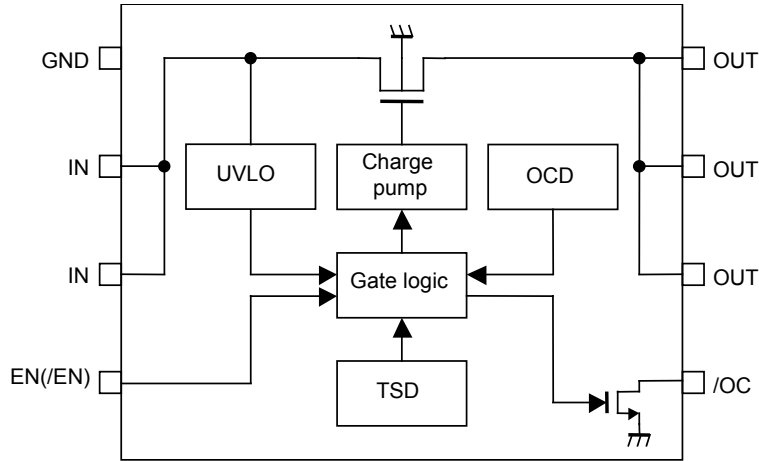 GND
OUT
IN
UVLO
Charge
pump
OCD
OUT
IN
Gate logic
OUT
EN(/EN)
TSD
/OC